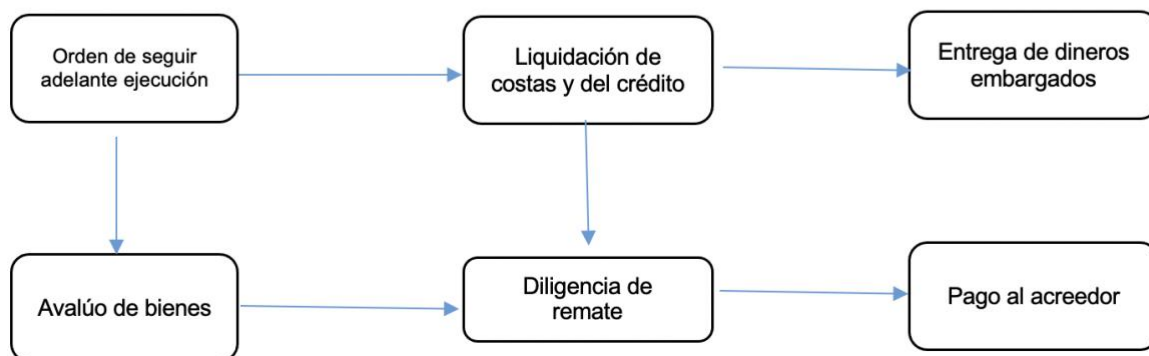 Orden de seguir
adelante ejecución
Liquidación de
costas y del crédito
Entrega de dineros
embargados
Avalúo de bienes
Diligencia de
remate
Pago al acreedor